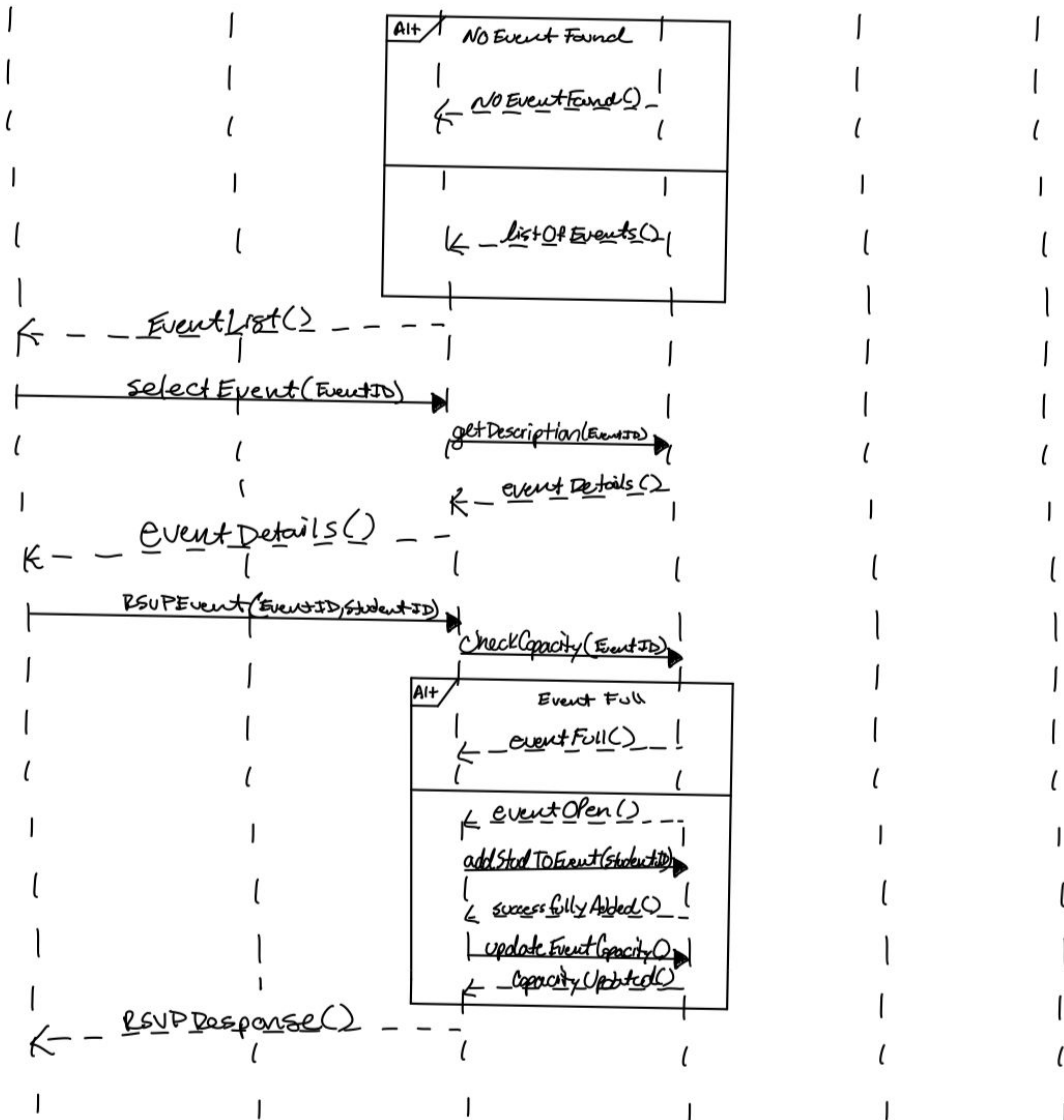 Alt
No Event Found
NoEventFound()
listOfEvents()
EventList()
selectEvent(EventID)
getDescription(EventID)
eventDetails()
eventDetails()
RSVPEvent(EventID,StudentID)
CheckCapacity(EventID)
Alt
Event Full
eventFull()
eventOpen()
addStudToEvent(studentID)
successfullyAdded()
updateEventCapacity()
CapacityUpdated()
RSVPResponse()